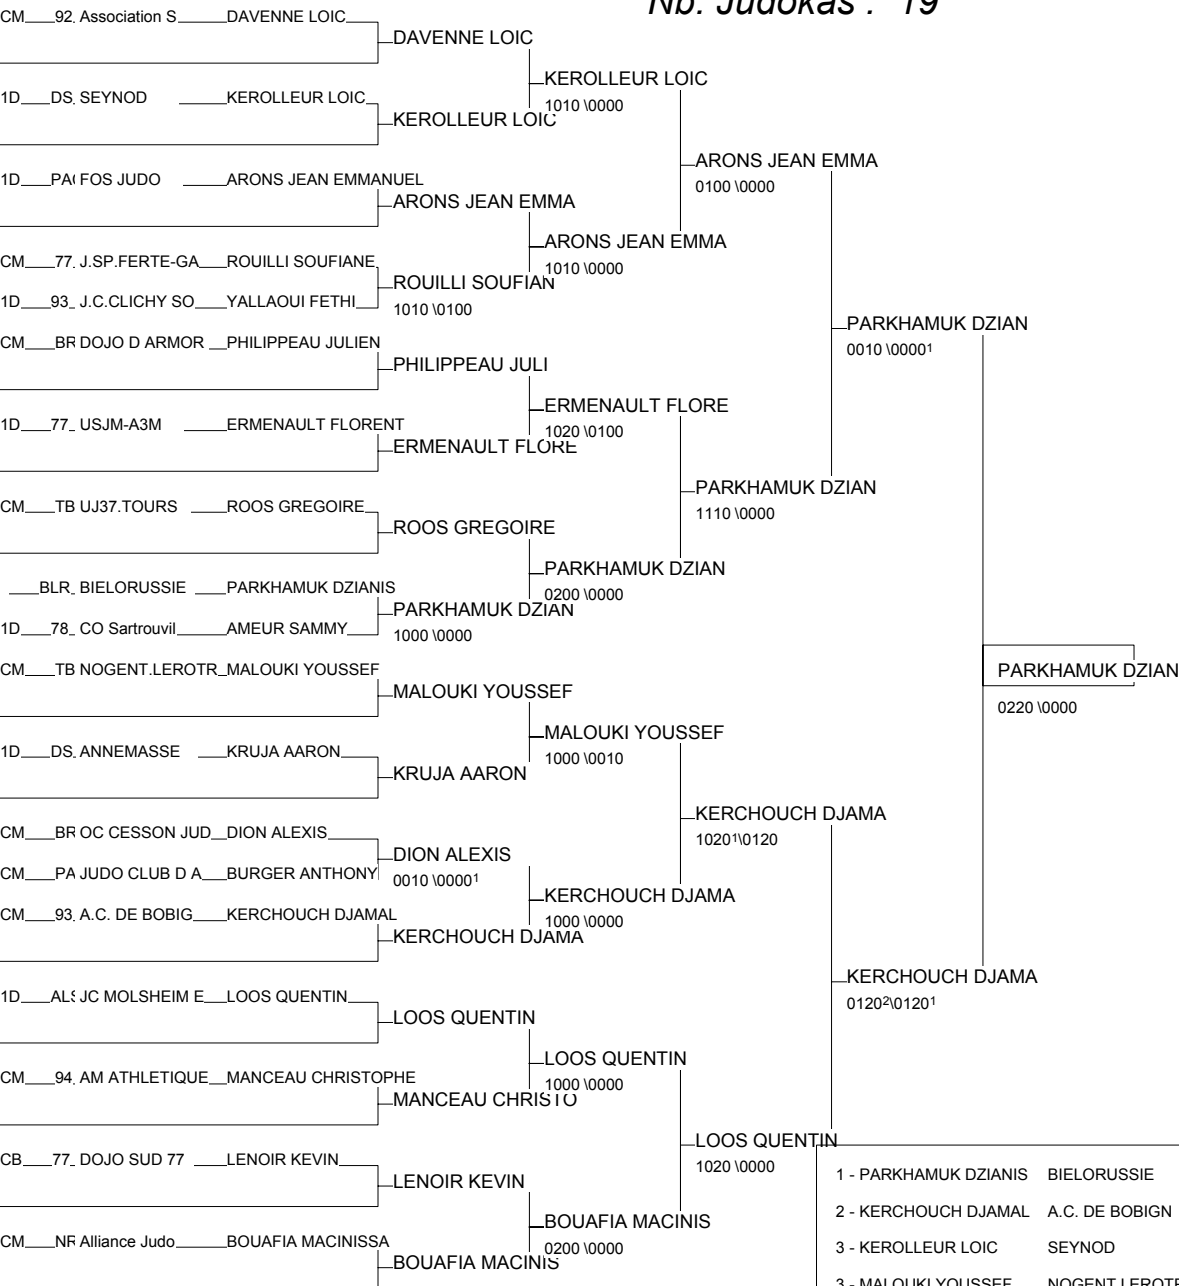 Nb. Judokas : 19
CM 92 Association S DAVENNE LOIC
DAVENNE LOIC
KEROLLEUR LOIC
1010 \0000
1D DS SEYNOD KEROLLEUR LOIC
KEROLLEUR LOIC
ARONS JEAN EMMA
0100 \0000
1D PA FOS JUDO ARONS JEAN EMMANUEL
ARONS JEAN EMMA
ARONS JEAN EMMA
1010 \0000
CM 77 J.SP.FERTE-GA ROUILLI SOUFIANE
ROUILLI SOUFIAN
1010 \0100
1D 93 J.C.CLICHY SO YALLAOUI FETHI
PARKHAMUK DZIAN
0010 \0000¹
CM BR DOJO D ARMOR PHILIPPEAU JULIEN
PHILIPPEAU JULI
ERMENAULT FLORE
1020 \0100
1D 77 USJM-A3M ERMENAULT FLORENT
ERMENAULT FLORE
PARKHAMUK DZIAN
1110 \0000
CM TB UJ37.TOURS ROOS GREGOIRE
ROOS GREGOIRE
PARKHAMUK DZIAN
0200 \0000
BLR BIELORUSSIE PARKHAMUK DZIANIS
PARKHAMUK DZIAN
1000 \0000
1D 78 CO Sartrouvil AMEUR SAMMY
PARKHAMUK DZIAN
0220 \0000
CM TB NOGENT.LEROTR MALOUKI YOUSSEF
MALOUKI YOUSSEF
MALOUKI YOUSSEF
1000 \0010
1D DS ANNEMASSE KRUJA AARON
KRUJA AARON
KERCHOUCH DJAMA
1020¹\0120
CM BR OC CESSON JUD DION ALEXIS
DION ALEXIS
0010 \0000¹
CM PA JUDO CLUB D A BURGER ANTHONY
KERCHOUCH DJAMA
1000 \0000
CM 93 A.C. DE BOBIG KERCHOUCH DJAMAL
KERCHOUCH DJAMA
KERCHOUCH DJAMA
0120²\0120¹
1D ALS JC MOLSHEIM E LOOS QUENTIN
LOOS QUENTIN
LOOS QUENTIN
1000 \0000
CM 94 AM ATHLETIQUE MANCEAU CHRISTOPHE
MANCEAU CHRISTO
LOOS QUENTIN
1020 \0000
CB 77 DOJO SUD 77 LENOIR KEVIN
LENOIR KEVIN
BOUAFIA MACINIS
0200 \0000
CM NR Alliance Judo BOUAFIA MACINISSA
BOUAFIA MACINIS
1 - PARKHAMUK DZIANIS BIELORUSSIE
2 - KERCHOUCH DJAMAL A.C. DE BOBIGN
3 - KEROLLEUR LOIC SEYNOD
3 - MALOUKI YOUSSEF NOGENT.LEROTR